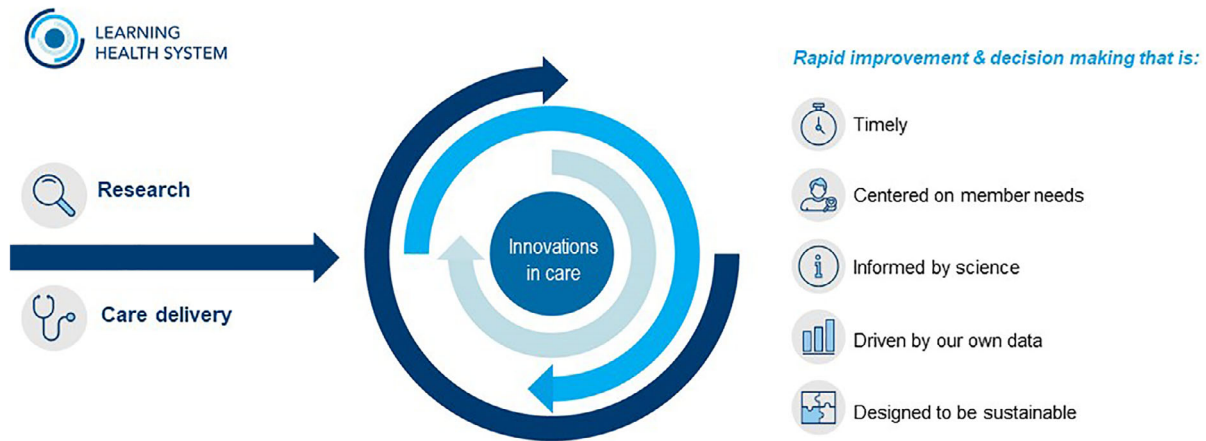 LEARNING
HEALTH SYSTEM
Research
Care delivery
Innovations
in care
Rapid improvement & decision making that is:
Timely
Centered on member needs
Informed by science
Driven by our own data
Designed to be sustainable